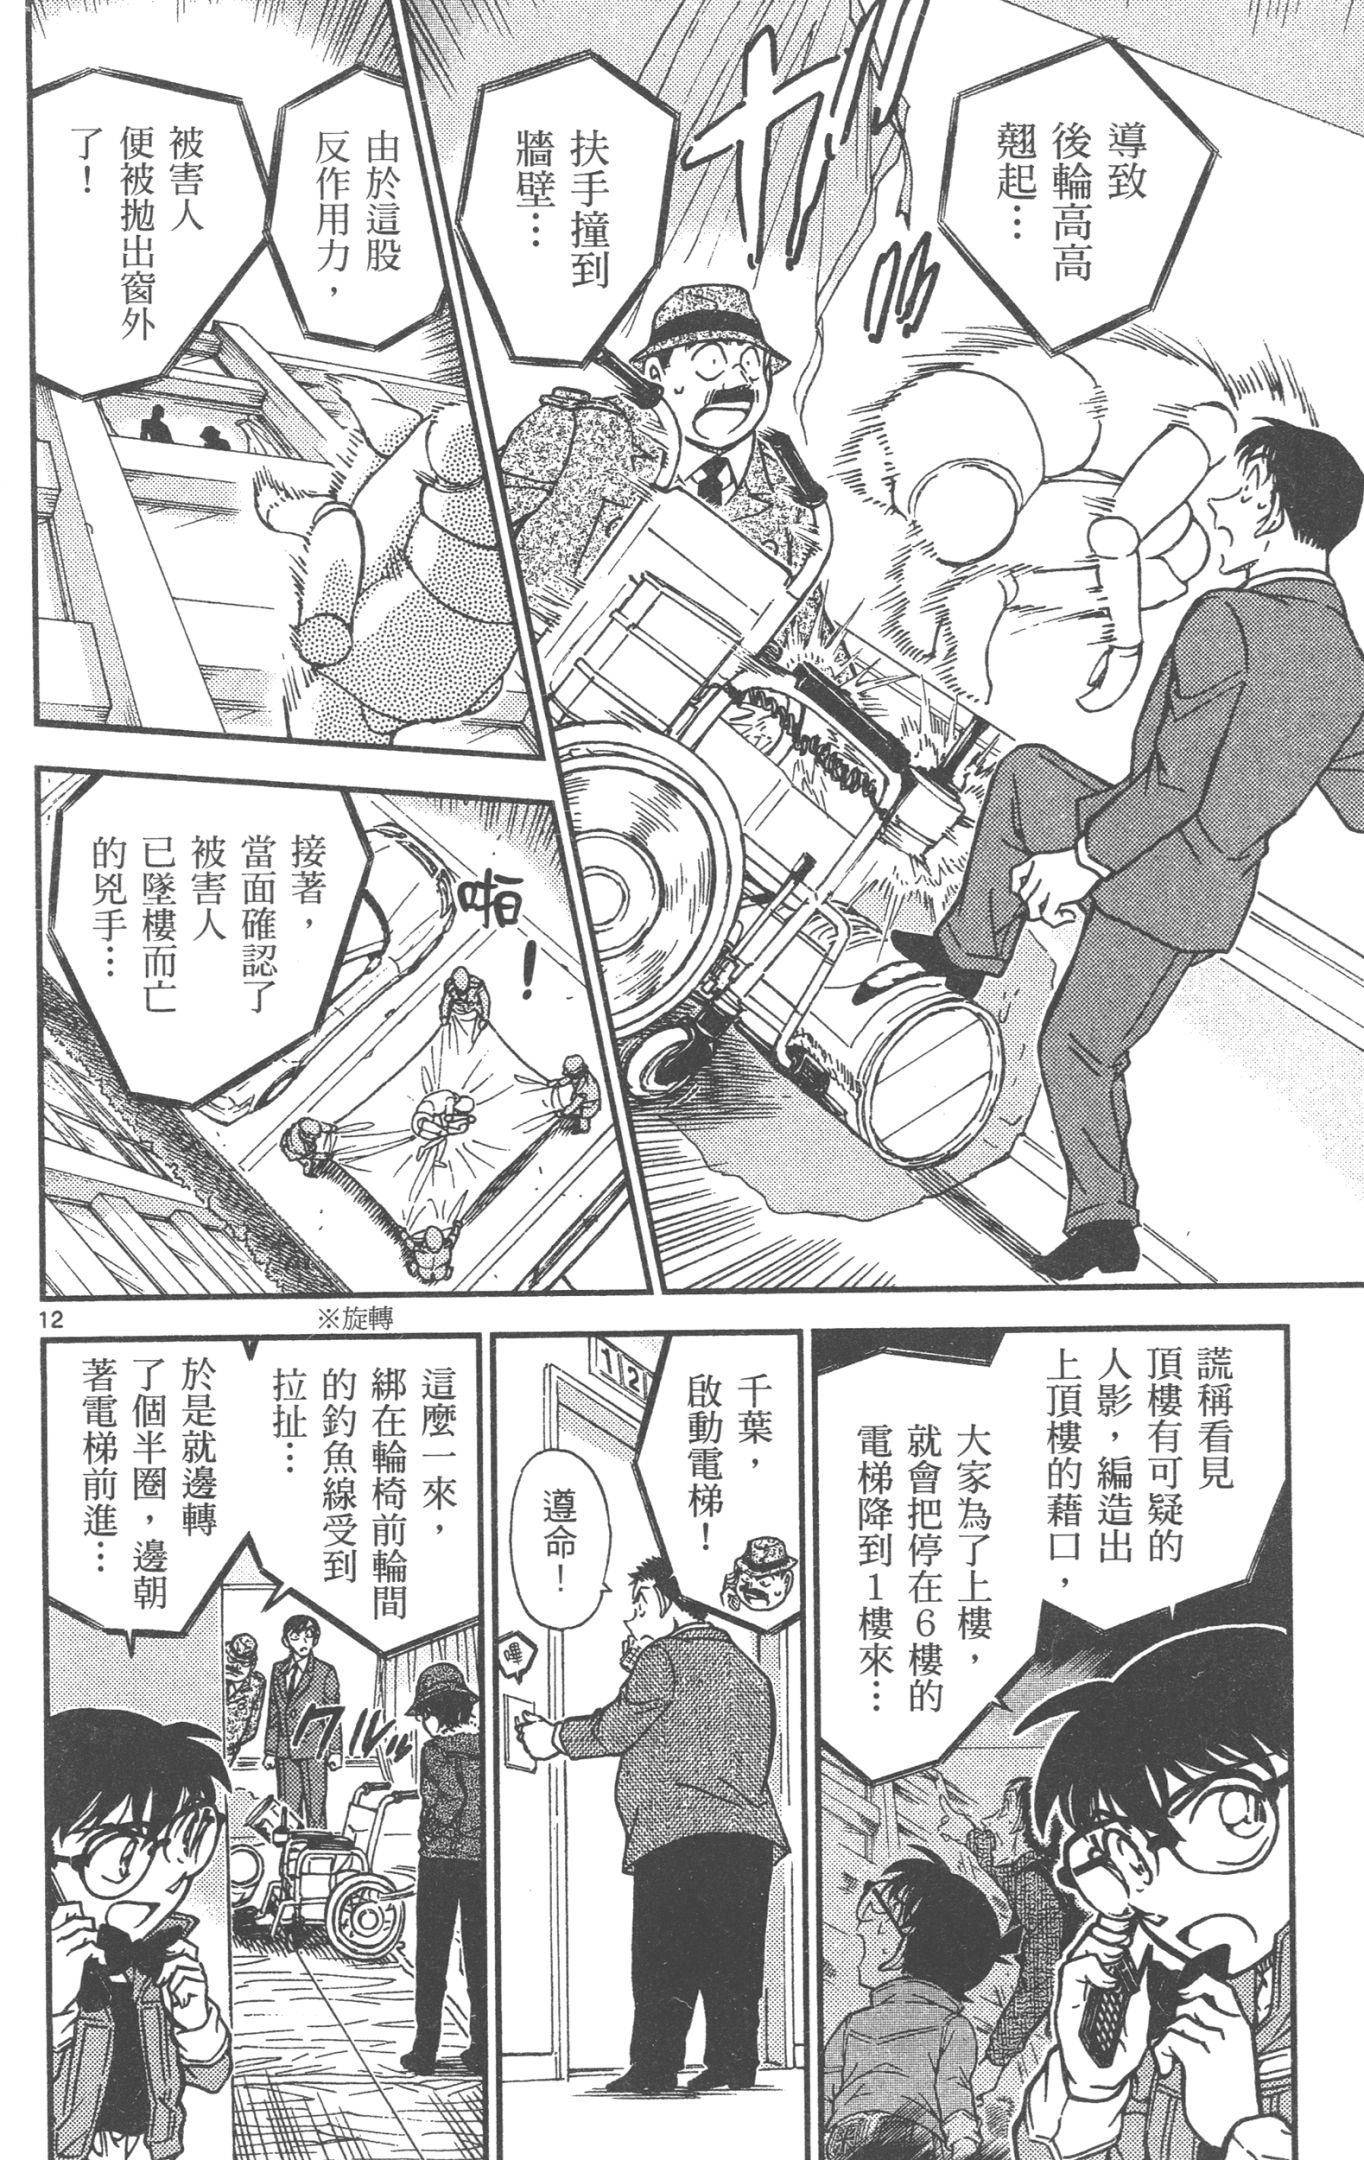 導致
後輪高高
翹起…
ガガッ
扶手撞到
牆壁…
由於這股
反作用力，
被害人
便被拋出窗外
了！
接著，
當面確認了
被害人
已墜樓而亡
的兇手…
啪！
12
謊稱看見
頂樓有可疑的
人影，編造出
上頂樓的藉口，
大家為了上樓，
就會把停在6樓的
電梯降到1樓來…
千葉，
啟動電梯！
遵命！
嗶
12
※旋轉
這麼一來，
綁在輪椅前輪間
的釣魚線受到
拉扯…
クルッ
於是就邊轉
了個半圈，邊朝
著電梯前進…